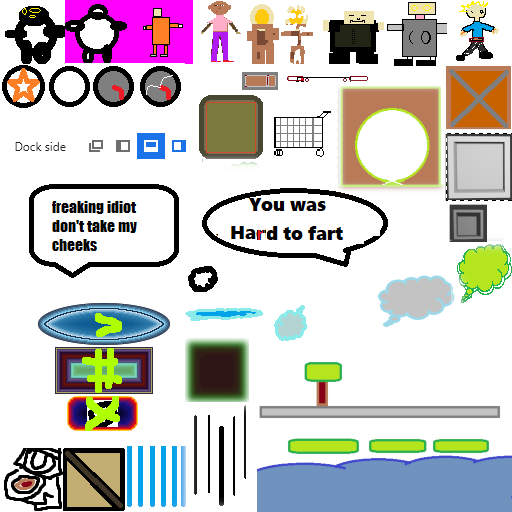 Dock side
freaking idiot
don't take my
cheeks
You was
Hard to fart